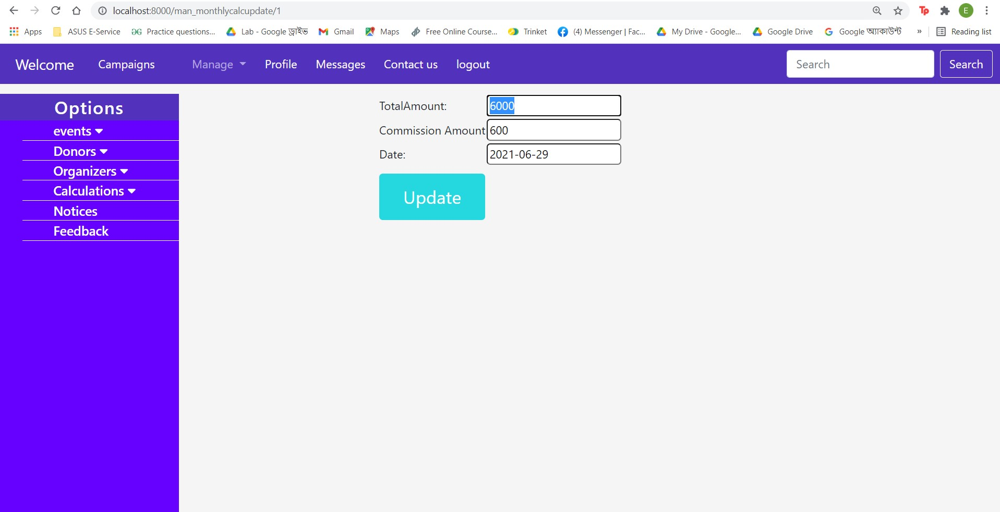 localhost:8000/man_monthlycalcupdate/1
E
Apps ASUS E-Service Practice questions... Lab - Google ড্রাইভ Gmail Maps Free Online Course... Trinket (4) Messenger | Fac... My Drive - Google... Google Drive Google অ্যাকাউন্ট » Reading list
Welcome Campaigns Manage Profile Messages Contact us logout Search Search
Options
events
Donors
Organizers
Calculations
Notices
Feedback
TotalAmount: 6000
Commission Amount 600
Date: 2021-06-29
Update